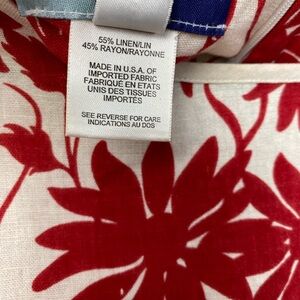 55% LINEN/LIN
45% RAYON/RAYONNE
MADE IN U.S.A. OF
IMPORTED FABRIC
FABRIQUÉ EN ETATS
UNIS DES TISSUES
IMPORTÉS
SEE REVERSE FOR CARE
INDICATIONS AU DOS